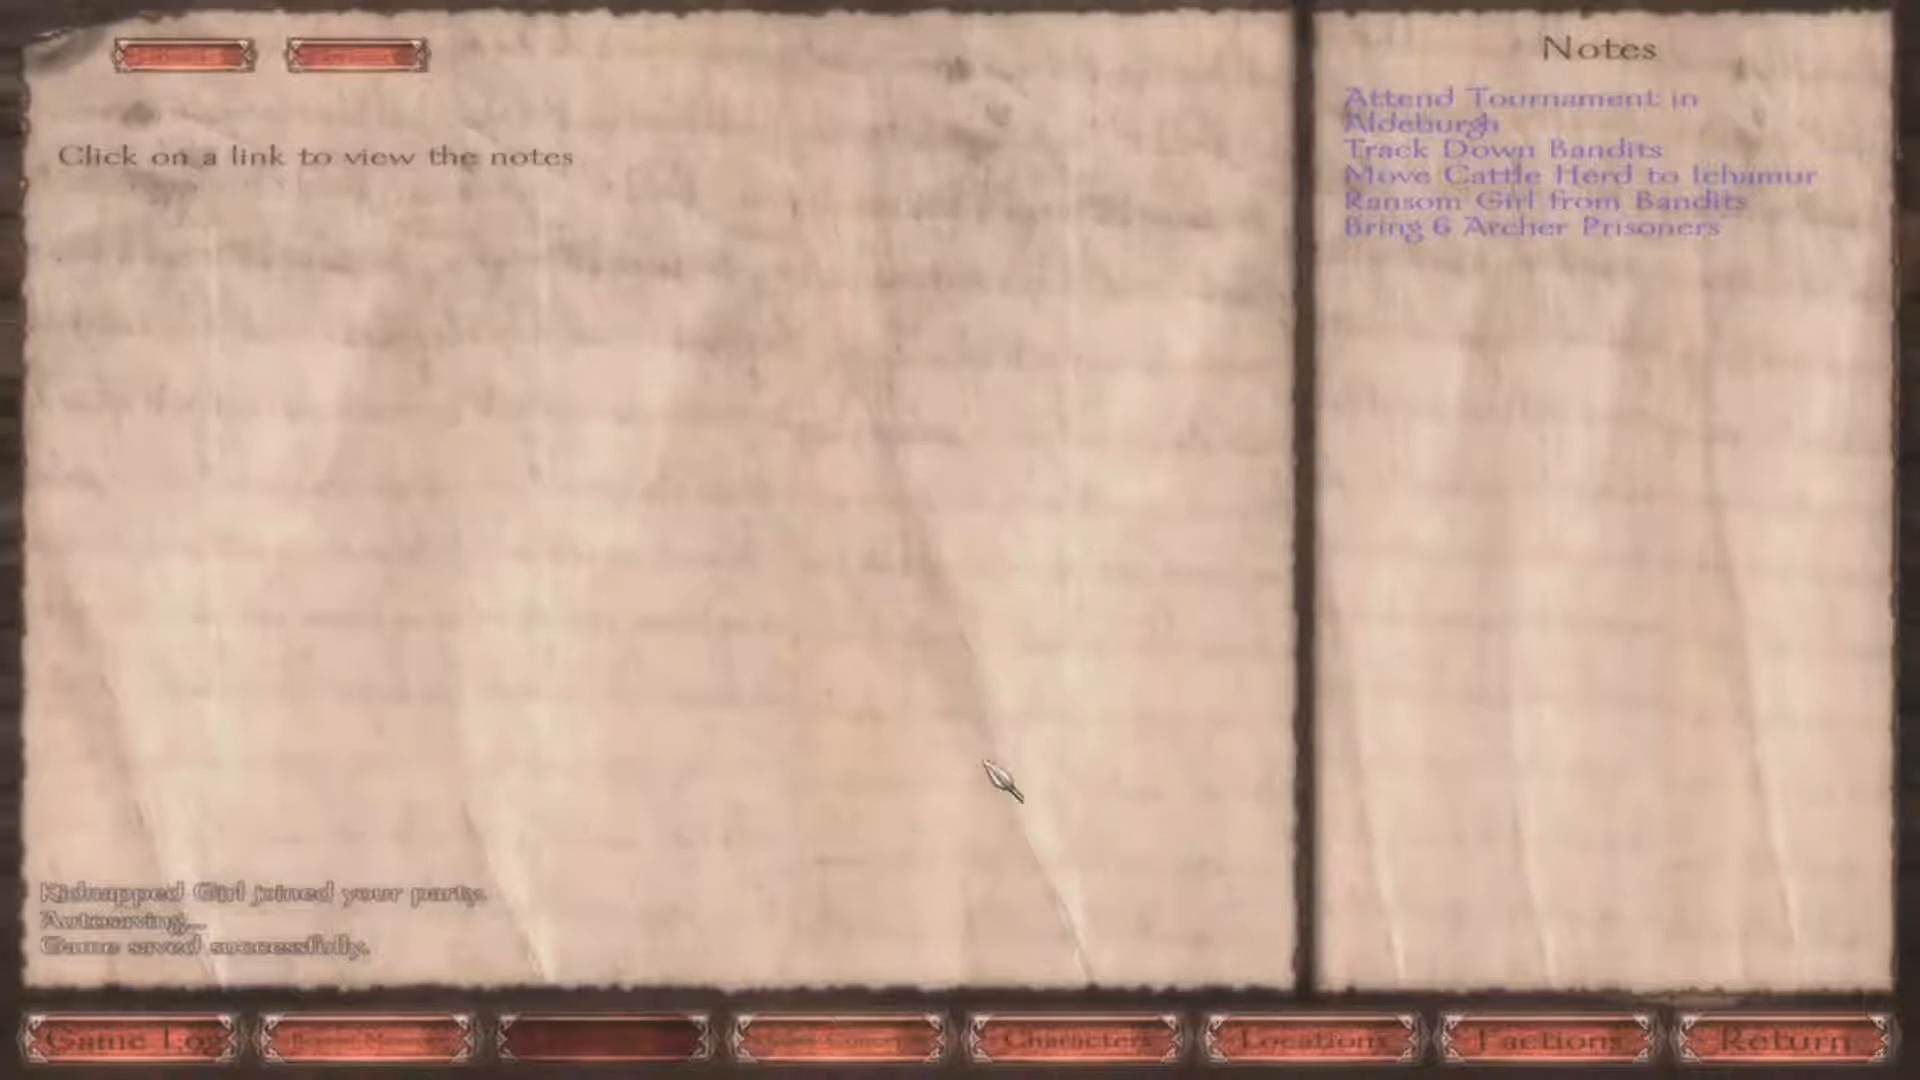 Click on a link to view the notes
Notes
Attend Tournament in
Aldeburgh
Track Down Bandits
Move Cattle Herd to Ichamur
Ransom Girl from Bandits
Bring 6 Archer Prisoners
Kidnapped Girl joined your party.
Autosaving...
Game saved successfully.
Game Log
Characters
Locations
Factions
Return